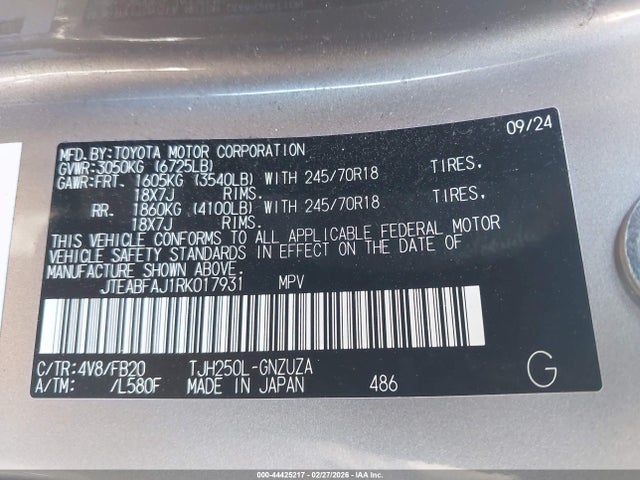 09/24
MFD.BY:TOYOTA MOTOR CORPORATION
GVWR:3050KG (6725LB)
GAWR:FRT. 1605KG (3540LB) WITH 245/70R18 TIRES,
18X7J RIMS.
RR. 1860KG (4100LB) WITH 245/70R18 TIRES,
18X7J RIMS.
THIS VEHICLE CONFORMS TO ALL APPLICABLE FEDERAL MOTOR
VEHICLE SAFETY STANDARDS IN EFFECT ON THE DATE OF
MANUFACTURE SHOWN ABOVE.
JTEABFAJ1RK017931 MPV
C/TR:4V8/FB20 TJH250L-GNZUZA
A/TM: /L580F MADE IN JAPAN 486 G
000-44425217 - 02/27/2026 - IAA Inc.